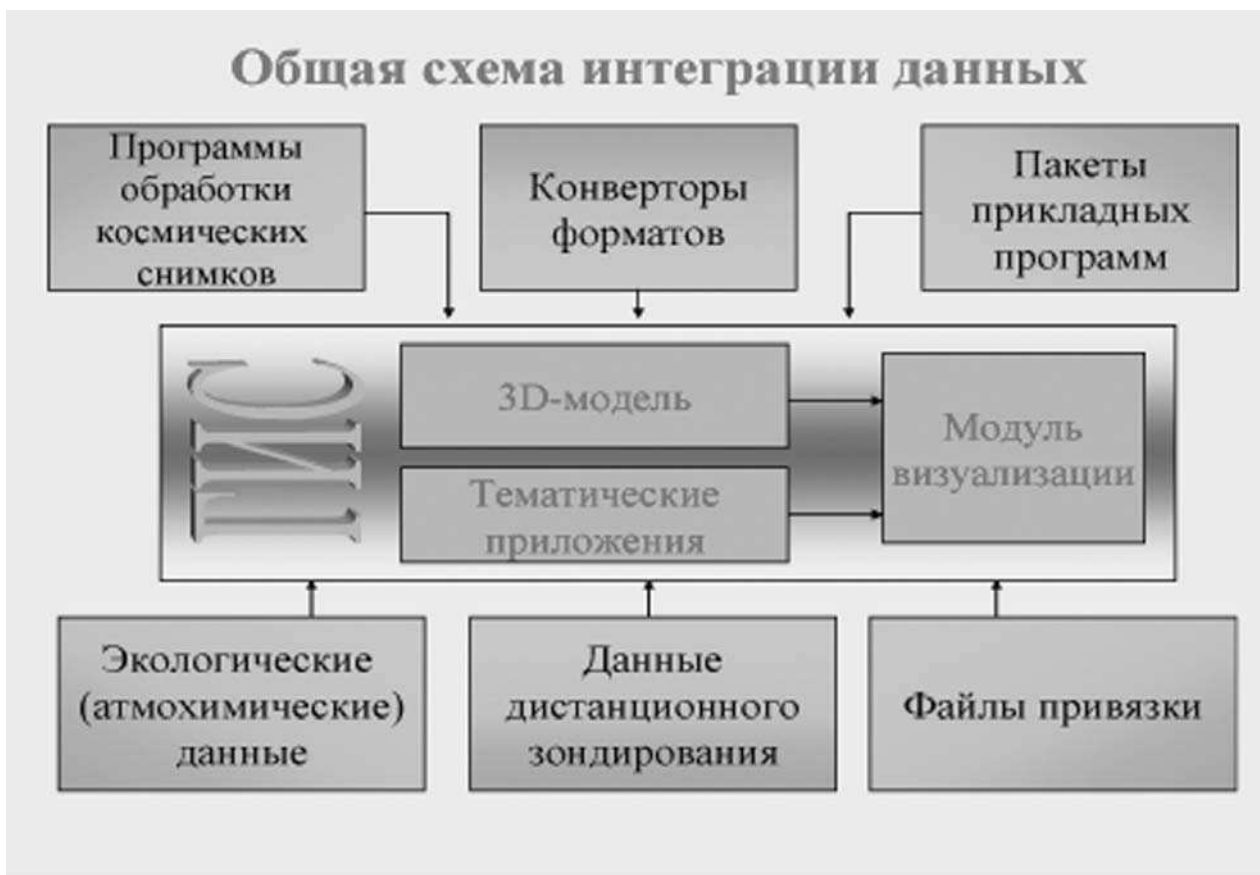 Общая схема интеграции данных
Программы
обработки
космических
снимков
Конверторы
форматов
Пакеты
прикладных
программ
ГИС
3D-модель
Тематические
приложения
Модуль
визуализации
Экологические
(атмохимические)
данные
Данные
дистанционного
зондирования
Файлы привязки